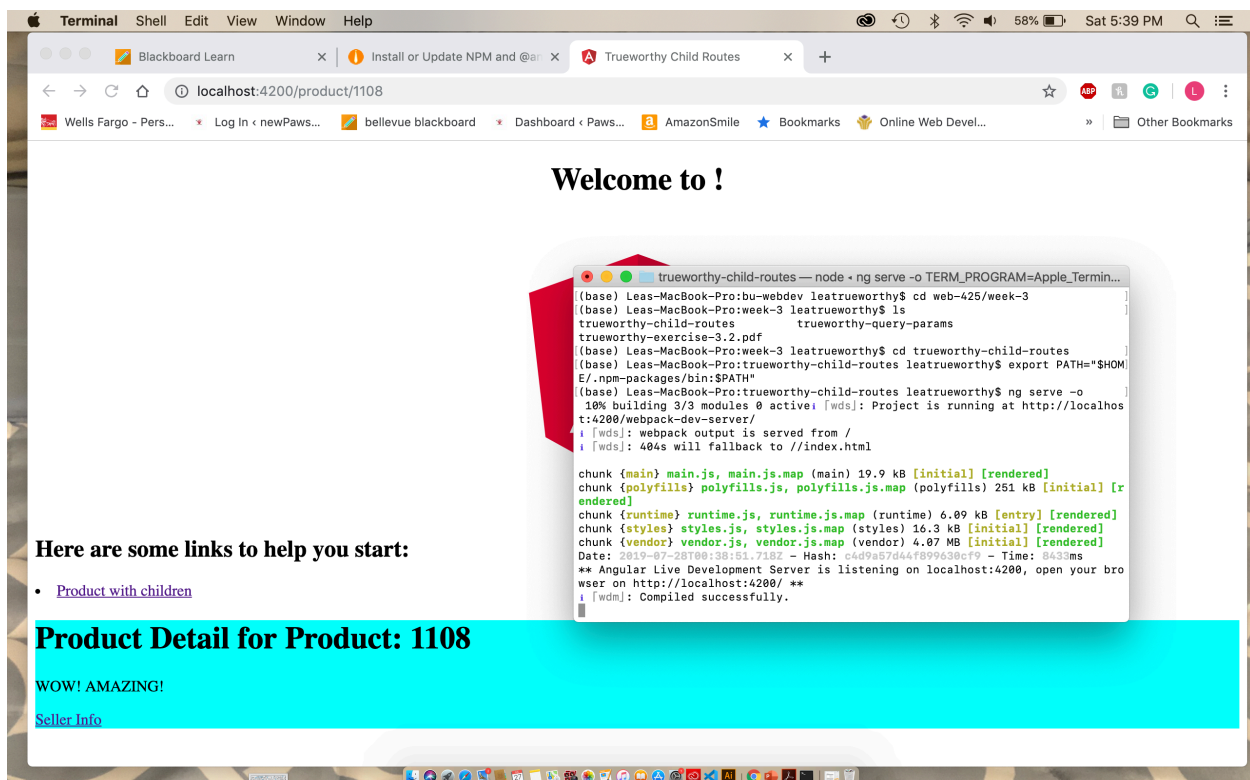 Terminal Shell Edit View Window Help 58% Sat 5:39 PM
Blackboard Learn
Install or Update NPM and @an
Trueworthy Child Routes
localhost:4200/product/1108
ABP
L
Wells Fargo - Pers... Log In ‹ newPaws... bellevue blackboard Dashboard ‹ Paws... AmazonSmile Bookmarks Online Web Devel... » Other Bookmarks
Welcome to !
trueworthy-child-routes — node ◂ ng serve -o TERM_PROGRAM=Apple_Termin...
[(base) Leas-MacBook-Pro:bu-webdev leatrueworthy$ cd web-425/week-3 ]
[(base) Leas-MacBook-Pro:week-3 leatrueworthy$ ls ]
trueworthy-child-routes trueworthy-query-params
trueworthy-exercise-3.2.pdf
[(base) Leas-MacBook-Pro:week-3 leatrueworthy$ cd trueworthy-child-routes ]
[(base) Leas-MacBook-Pro:trueworthy-child-routes leatrueworthy$ export PATH="$HOM]
E/.npm-packages/bin:$PATH"
[(base) Leas-MacBook-Pro:trueworthy-child-routes leatrueworthy$ ng serve -o ]
10% building 3/3 modules 0 activeℹ ｢wds｣: Project is running at http://localhos
t:4200/webpack-dev-server/
ℹ ｢wds｣: webpack output is served from /
ℹ ｢wds｣: 404s will fallback to //index.html
chunk {main} main.js, main.js.map (main) 19.9 kB [initial] [rendered]
chunk {polyfills} polyfills.js, polyfills.js.map (polyfills) 251 kB [initial] [r
endered]
chunk {runtime} runtime.js, runtime.js.map (runtime) 6.09 kB [entry] [rendered]
chunk {styles} styles.js, styles.js.map (styles) 16.3 kB [initial] [rendered]
chunk {vendor} vendor.js, vendor.js.map (vendor) 4.07 MB [initial] [rendered]
Date: 2019-07-28T00:38:51.718Z - Hash: c4d9a57d44f899630cf9 - Time: 8433ms
** Angular Live Development Server is listening on localhost:4200, open your bro
wser on http://localhost:4200/ **
ℹ ｢wdm｣: Compiled successfully.
Here are some links to help you start:
• Product with children
Product Detail for Product: 1108
WOW! AMAZING!
Seller Info